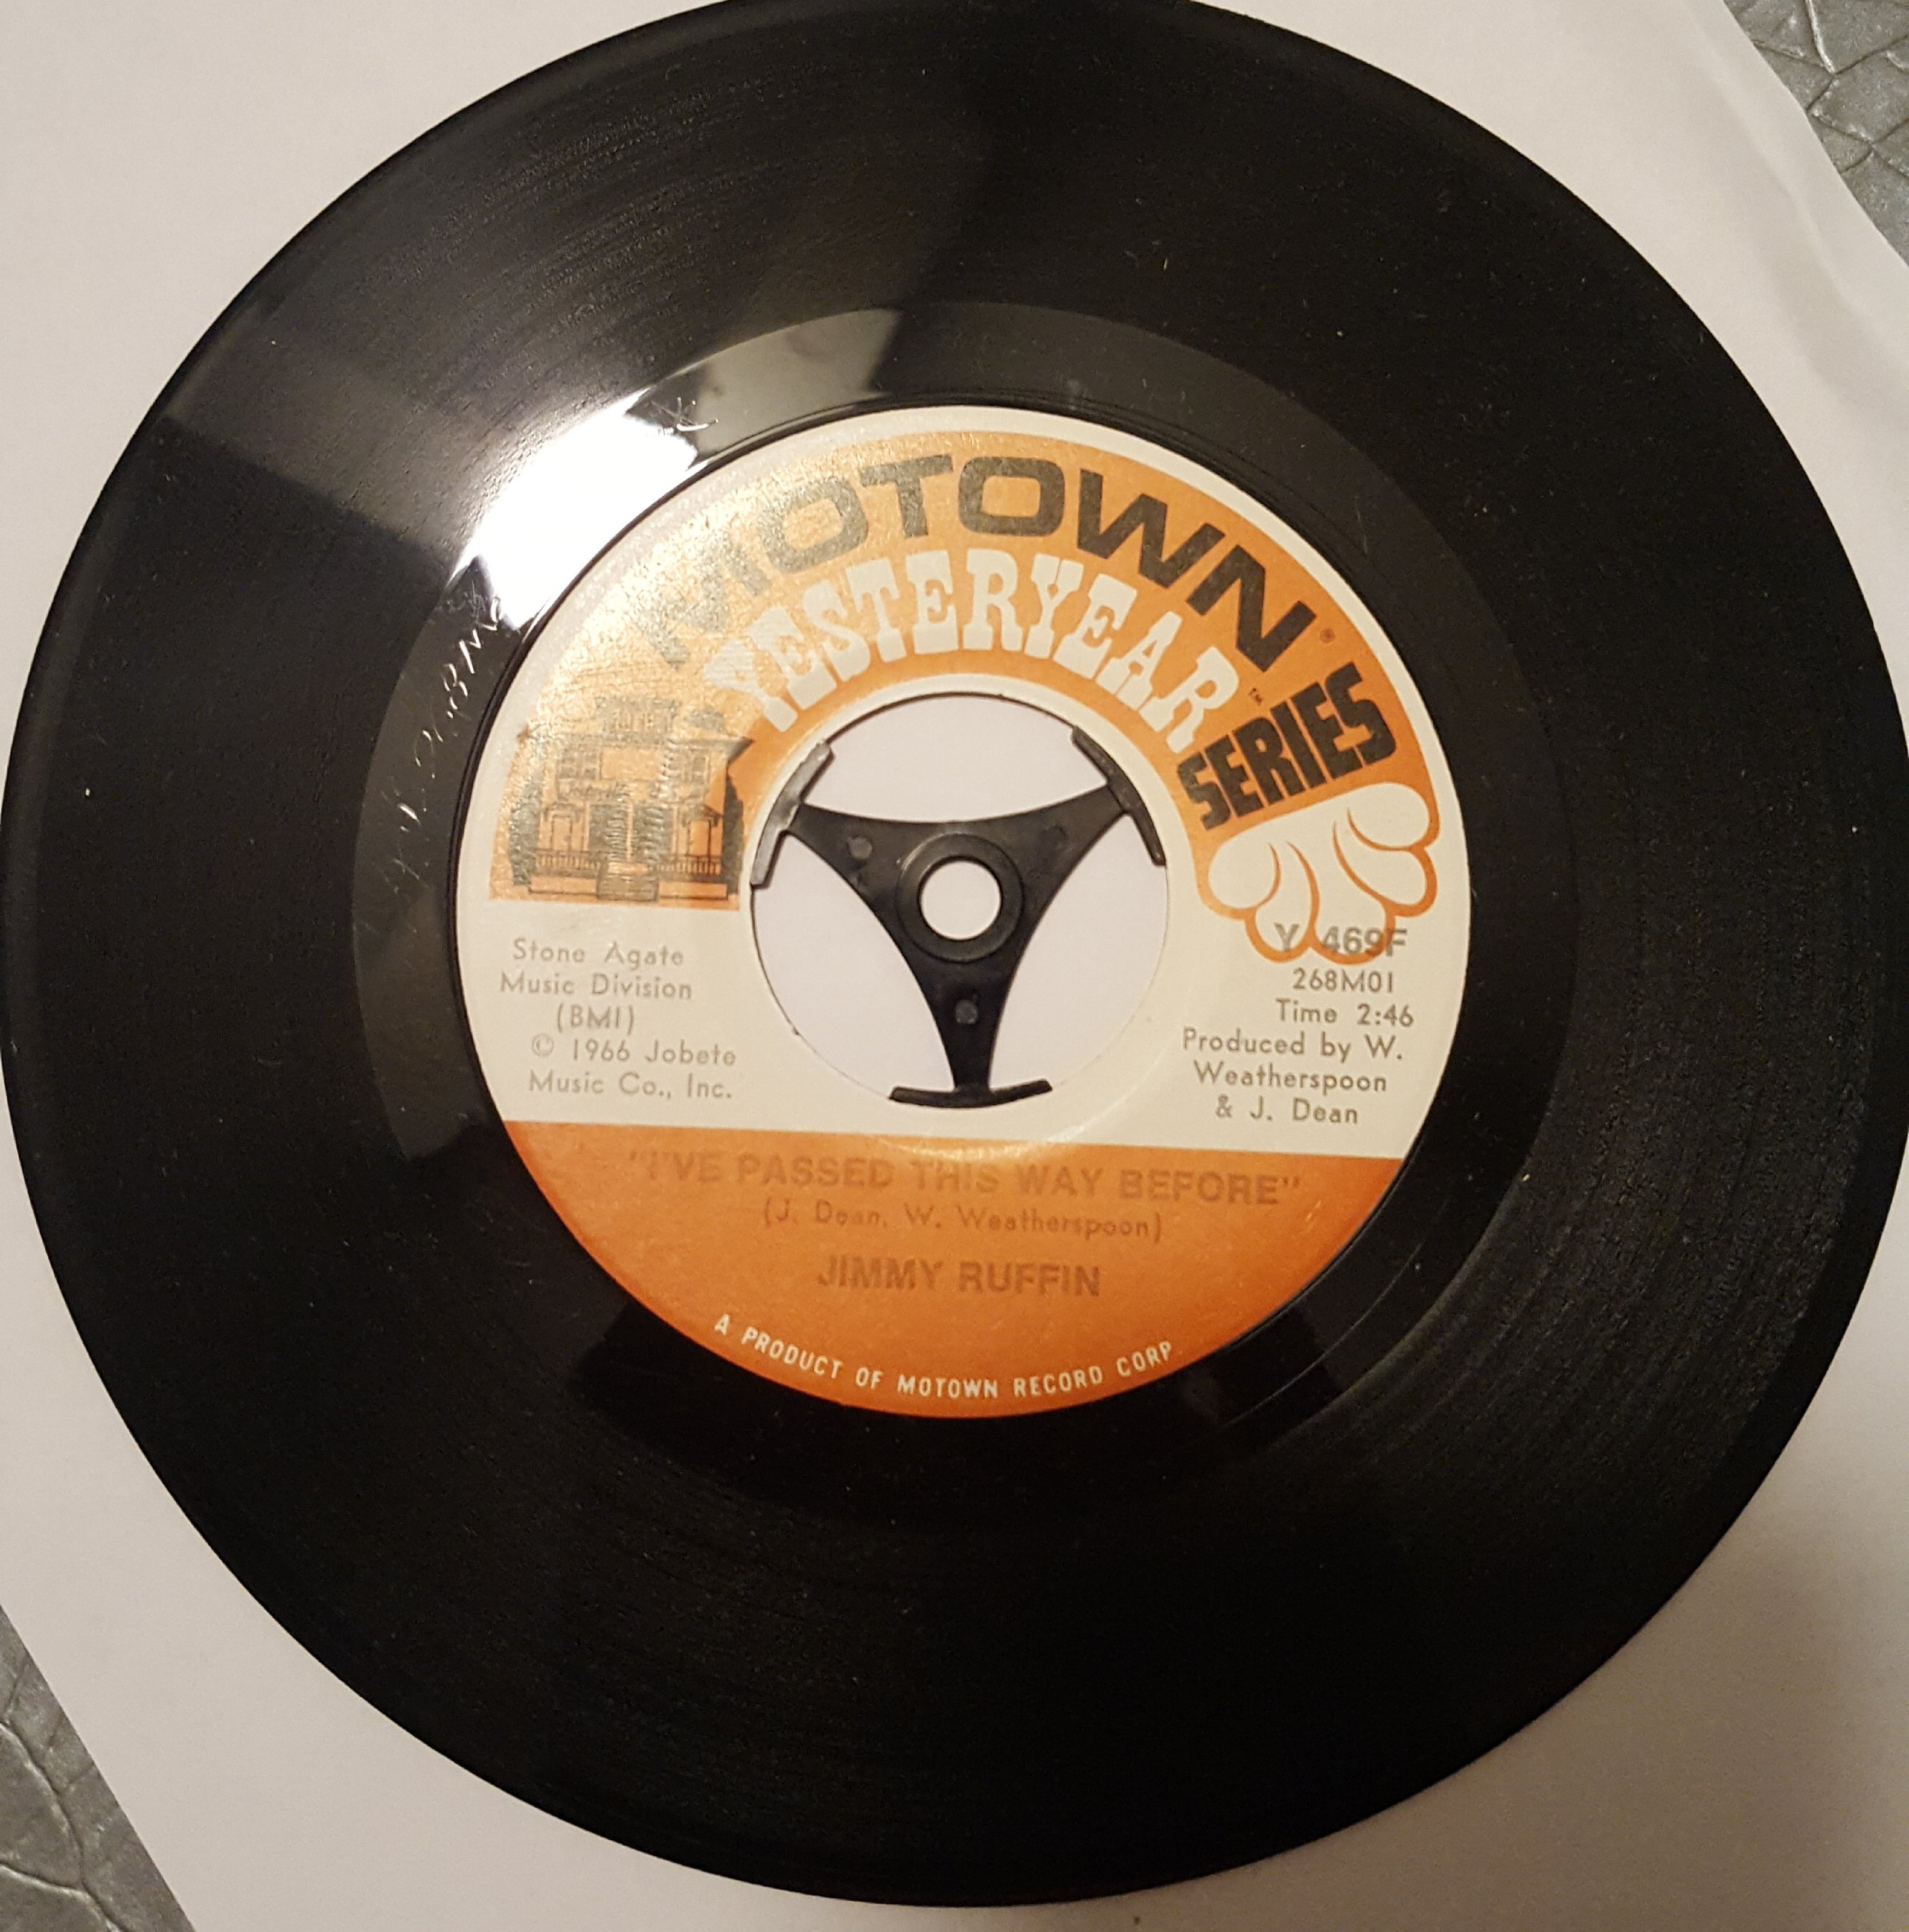 MOTOWN®
YESTERYEAR™
SERIES
Stone Agate
Music Division
(BMI)
© 1966 Jobete
Music Co., Inc.
Y 469F
268M01
Time 2:46
Produced by W.
Weatherspoon
& J. Dean
"I'VE PASSED THIS WAY BEFORE"
(J. Dean, W. Weatherspoon)
JIMMY RUFFIN
A PRODUCT OF MOTOWN RECORD CORP.